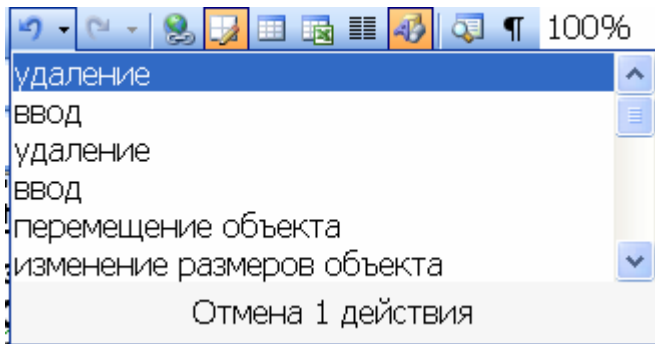 100%
удаление
ввод
удаление
ввод
перемещение объекта
изменение размеров объекта
Отмена 1 действия